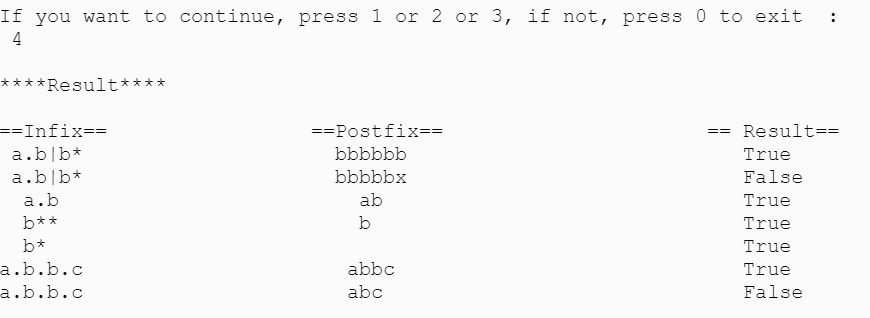 If you want to continue, press 1 or 2 or 3, if not, press 0 to exit  :
 4
****Result****
==Infix==                          ==Postfix==                      == Result==
 a.b|b*                     bbbbbb                            True
 a.b|b*                     bbbbbx                            False
  a.b                         ab                              True
  b**                         b                               True
  b*                                                          True
a.b.b.c                      abbc                             True
a.b.b.c                      abc                              False